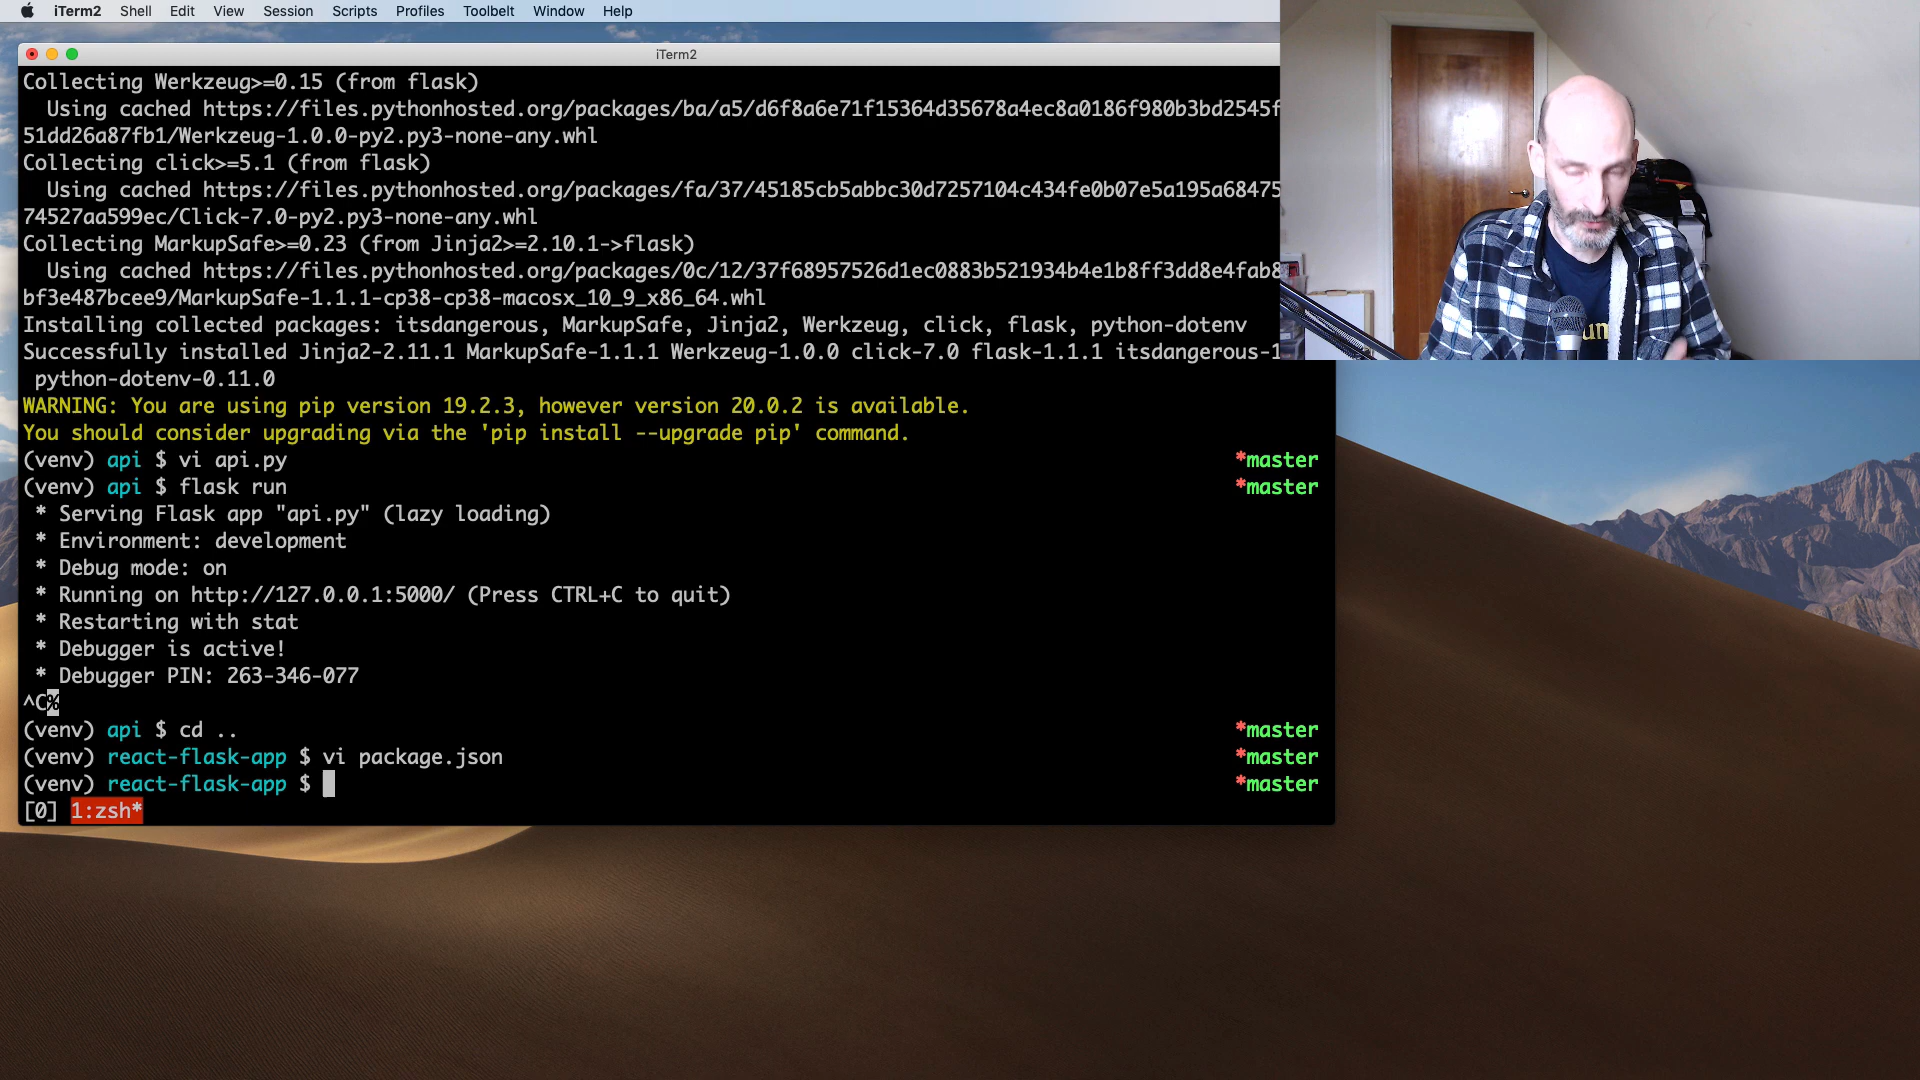 iTerm2 Shell Edit View Session Scripts Profiles Toolbelt Window Help
iTerm2
Collecting Werkzeug>=0.15 (from flask)
Using cached https://files.pythonhosted.org/packages/ba/a5/d6f8a6e71f15364d35678a4ec8a0186f980b3bd2545f
51dd26a87fb1/Werkzeug-1.0.0-py2.py3-none-any.whl
Collecting click>=5.1 (from flask)
Using cached https://files.pythonhosted.org/packages/fa/37/45185cb5abbc30d7257104c434fe0b07e5a195a68475
74527aa599ec/Click-7.0-py2.py3-none-any.whl
Collecting MarkupSafe>=0.23 (from Jinja2>=2.10.1->flask)
Using cached https://files.pythonhosted.org/packages/0c/12/37f68957526d1ec0883b521934b4e1b8ff3dd8e4fab8
bf3e487bcee9/MarkupSafe-1.1.1-cp38-cp38-macosx_10_9_x86_64.whl
Installing collected packages: itsdangerous, MarkupSafe, Jinja2, Werkzeug, click, flask, python-dotenv
Successfully installed Jinja2-2.11.1 MarkupSafe-1.1.1 Werkzeug-1.0.0 click-7.0 flask-1.1.1 itsdangerous-1
python-dotenv-0.11.0
WARNING: You are using pip version 19.2.3, however version 20.0.2 is available.
You should consider upgrading via the 'pip install --upgrade pip' command.
(venv) api $ vi api.py *master
(venv) api $ flask run *master
* Serving Flask app "api.py" (lazy loading)
* Environment: development
* Debug mode: on
* Running on http://127.0.0.1:5000/ (Press CTRL+C to quit)
* Restarting with stat
* Debugger is active!
* Debugger PIN: 263-346-077
^C%
(venv) api $ cd .. *master
(venv) react-flask-app $ vi package.json *master
(venv) react-flask-app $ *master
[0] 1:zsh*